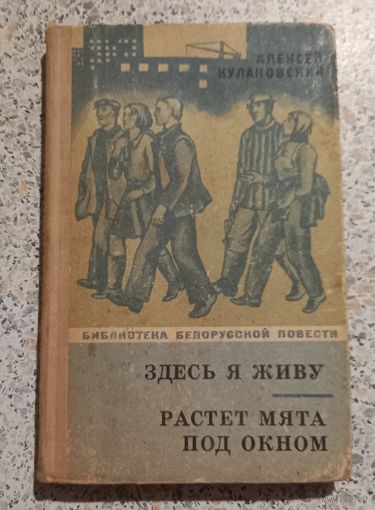 АЛЕКСЕЙ
КУЛАКОВСКИЙ
БИБЛИОТЕКА БЕЛОРУССКОЙ ПОВЕСТИ
ЗДЕСЬ Я ЖИВУ
РАСТЕТ МЯТА
ПОД ОКНОМ